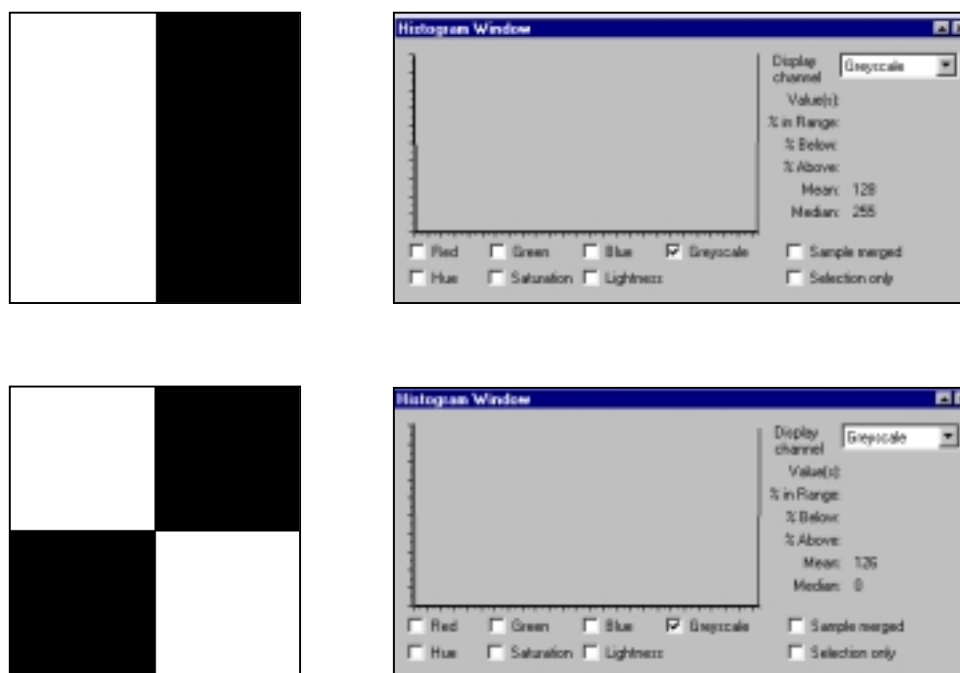 Histogram Window
Display channel Greyscale
Value(s):
% in Range:
% Below:
% Above:
Mean: 128
Median: 255
Red Green Blue Greyscale Sample merged
Hue Saturation Lightness Selection only
Histogram Window
Display channel Greyscale
Value(s):
% in Range:
% Below:
% Above:
Mean: 126
Median: 0
Red Green Blue Greyscale Sample merged
Hue Saturation Lightness Selection only